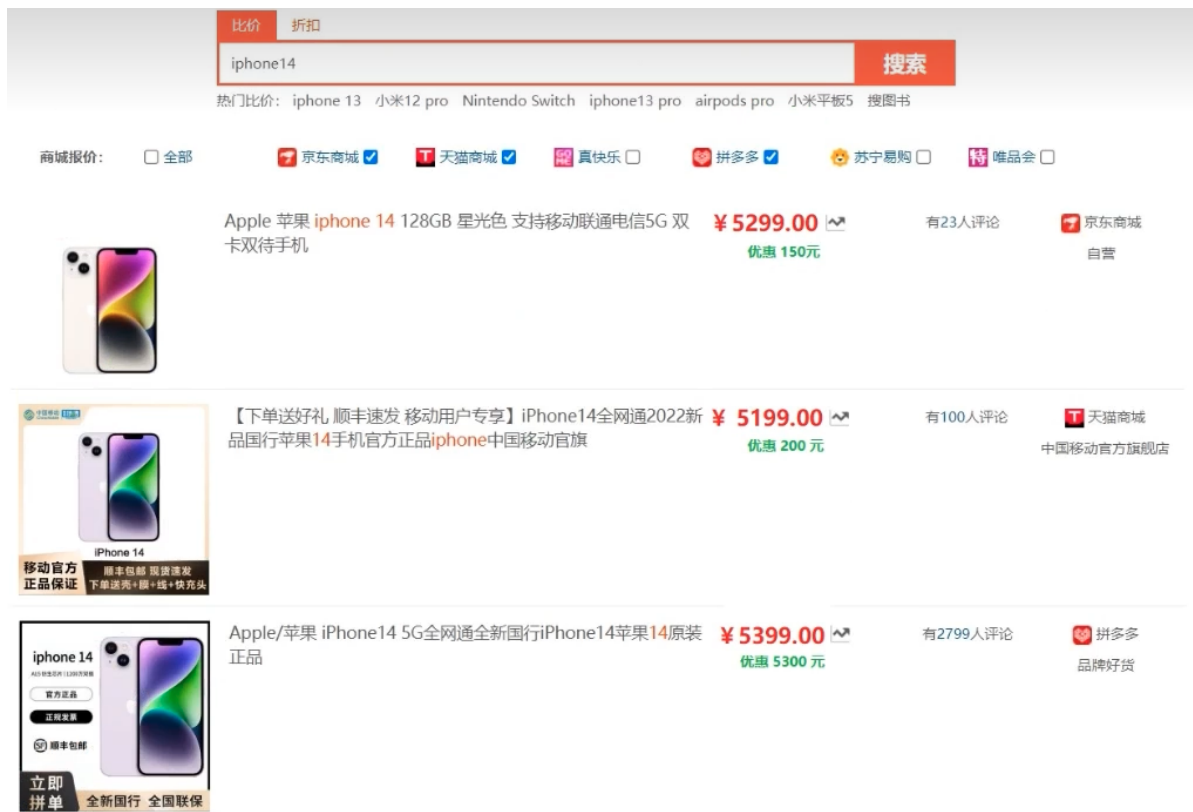 比价 折扣
iphone14 搜索
热门比价： iphone 13 小米12 pro Nintendo Switch iphone13 pro airpods pro 小米平板5 搜图书
商城报价： 全部 京东商城 天猫商城 真快乐 拼多多 苏宁易购 特 唯品会
Apple 苹果 iphone 14 128GB 星光色 支持移动联通电信5G 双
卡双待手机
¥5299.00
优惠 150元
有23人评论
京东商城
自营
【下单送好礼 顺丰速发 移动用户专享】iPhone14全网通2022新
品国行苹果14手机官方正品iphone中国移动官旗
¥ 5199.00
优惠 200 元
有100人评论
T 天猫商城
中国移动官方旗舰店
中国移动
iPhone 14
移动官方
正品保证
顺丰包邮 现货速发
下单送壳+膜+线+快充头
Apple/苹果 iPhone14 5G全网通全新国行iPhone14苹果14原装
正品
¥5399.00
优惠 5300 元
有2799人评论
拼多多
品牌好货
iphone 14
官方正品
正规发票
SF 顺丰包邮
立即
拼单
全新国行 全国联保